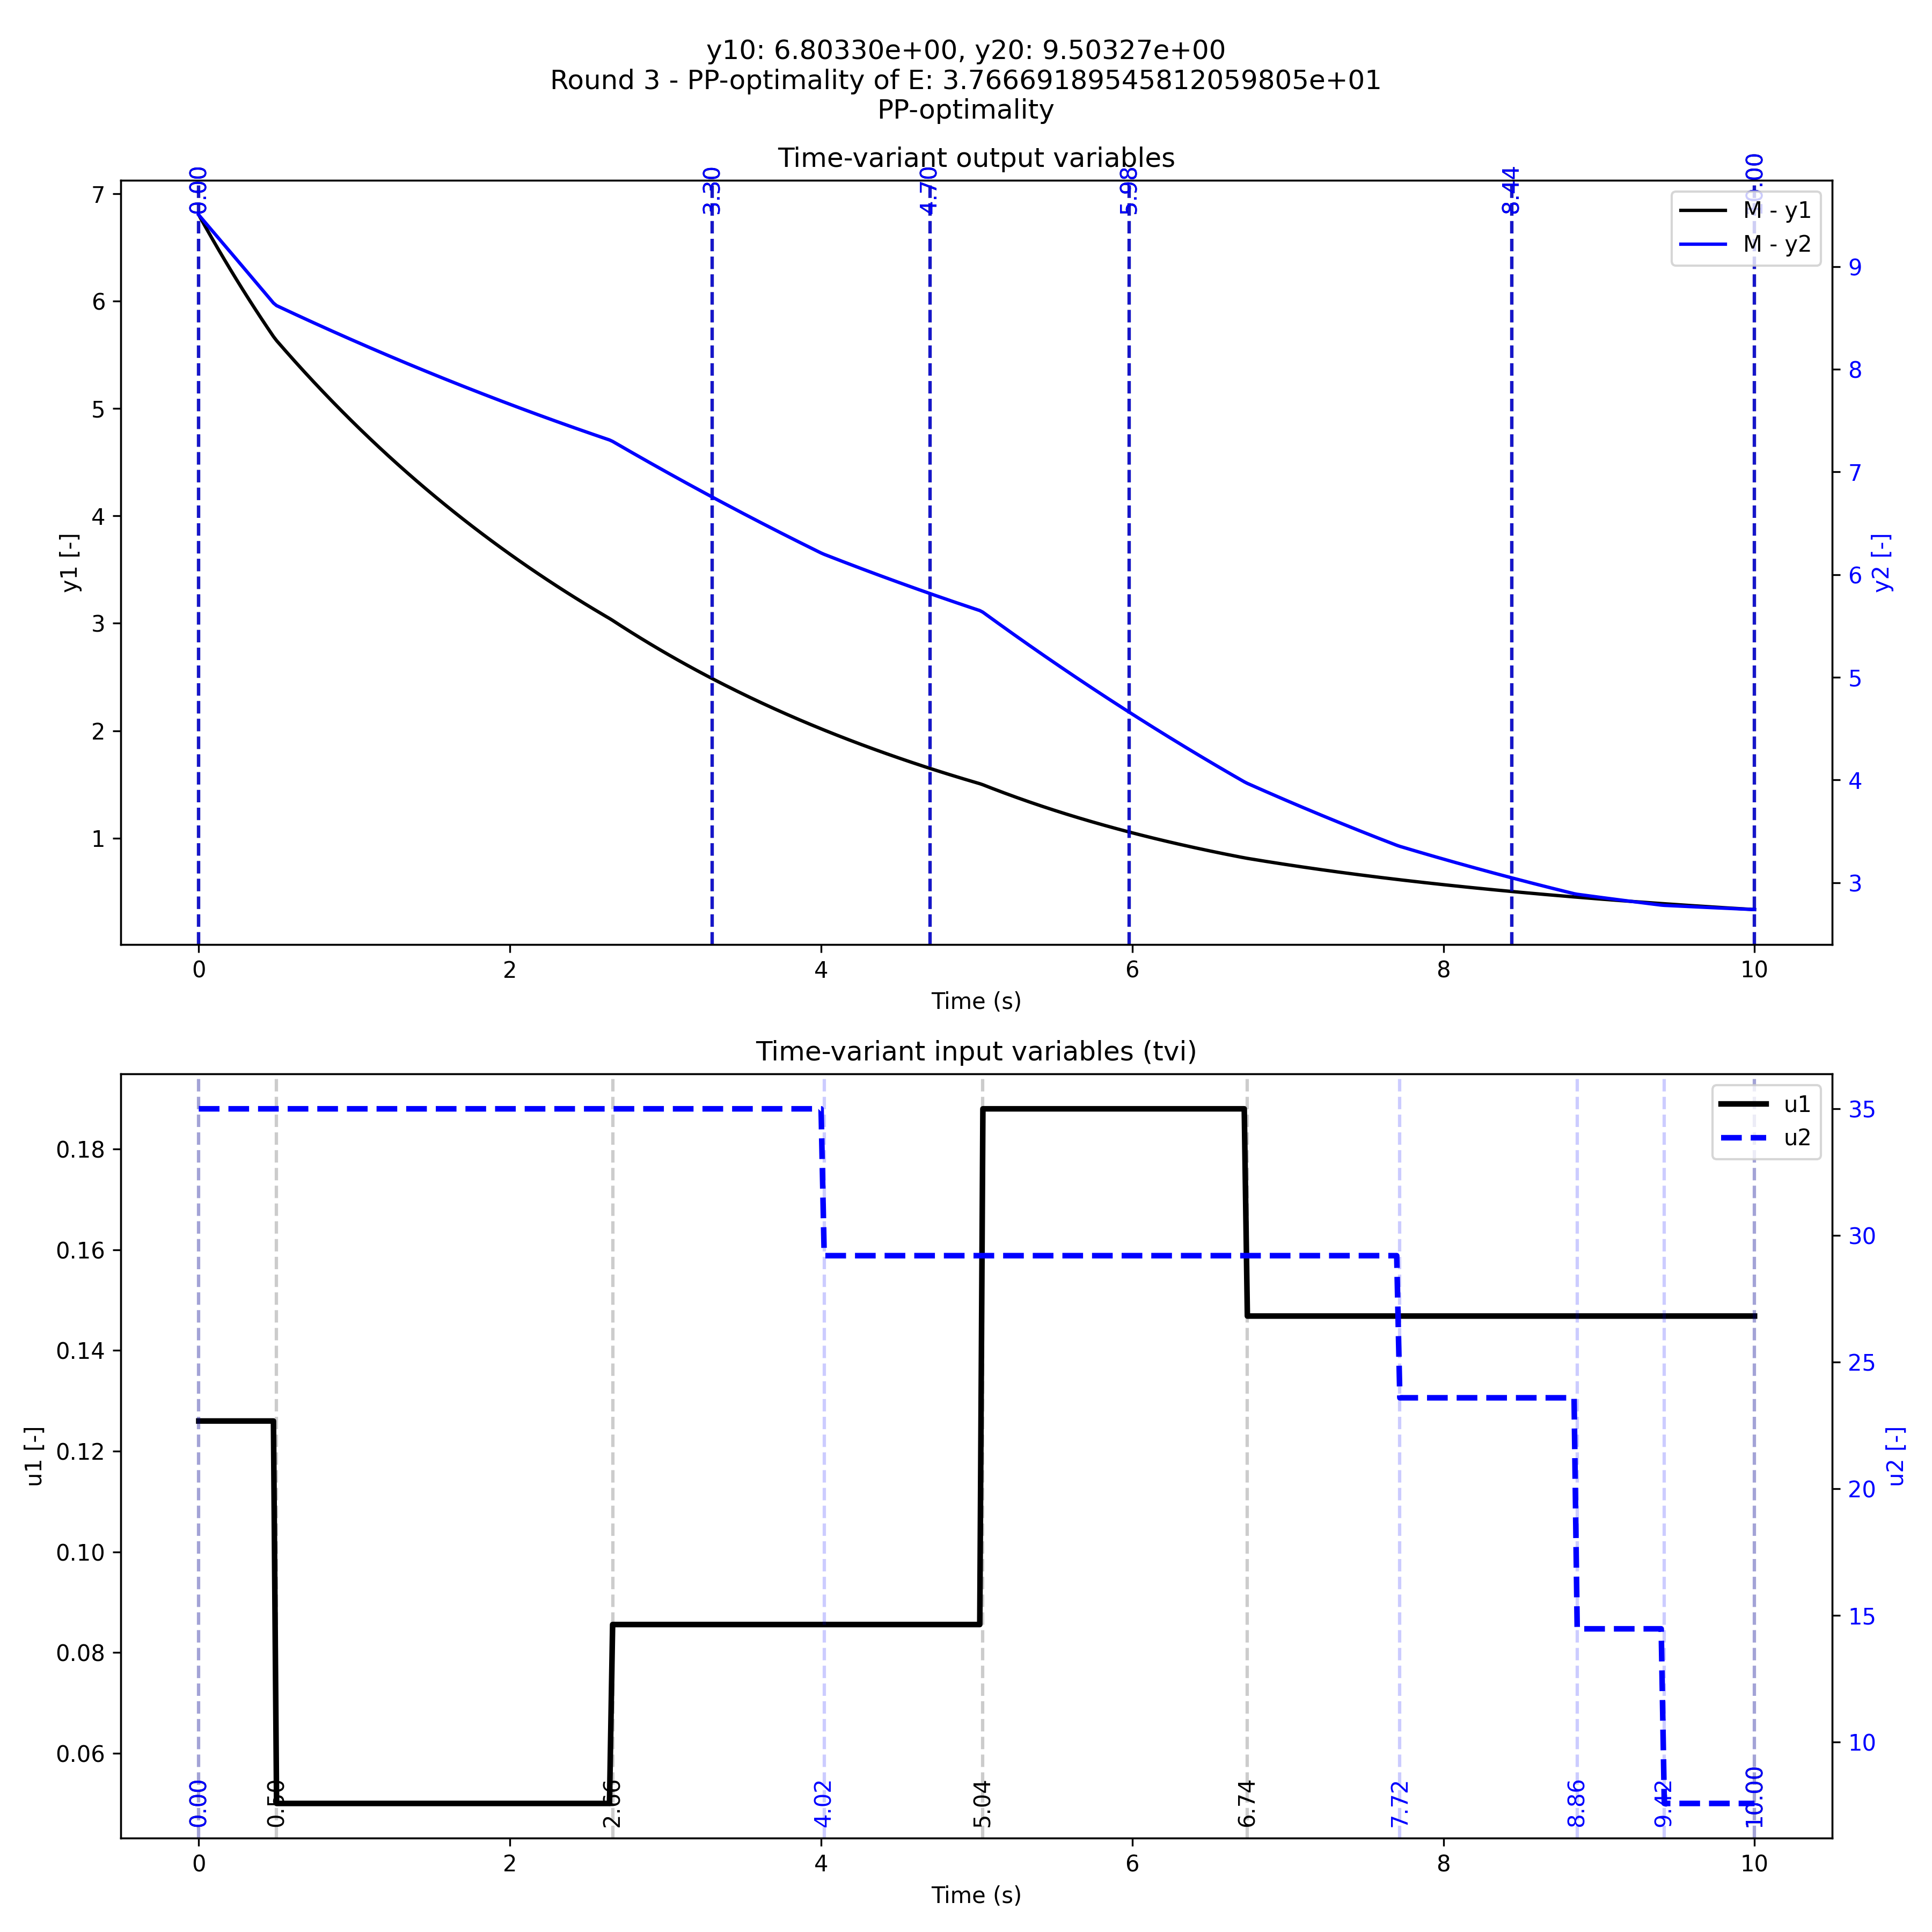 y10: 6.80330e+00, y20: 9.50327e+00
Round 3 - PP-optimality of E: 3.76669189545812059805e+01
PP-optimality
Time-variant output variables
0.00
3.30
4.70
5.98
8.44
M - y1
M - y2
7
6
5
4
3
2
1
y1 [-]
9
8
7
6
5
4
3
y2 [-]
0 2 4 6 8 10
Time (s)
Time-variant input variables (tvi)
u1
u2
0.18
0.16
0.14
0.12
0.10
0.08
0.06
u1 [-]
35
30
25
20
15
10
u2 [-]
0.00
0.50
2.66
4.02
5.04
6.74
7.72
8.86
9.42
10.00
0 2 4 6 8 10
Time (s)